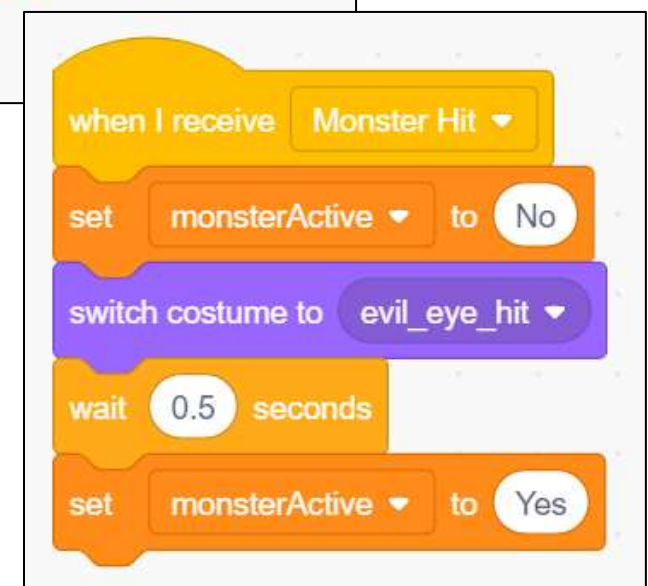 when I receive Monster Hit
set monsterActive to No
switch costume to evil_eye_hit
wait 0.5 seconds
set monsterActive to Yes